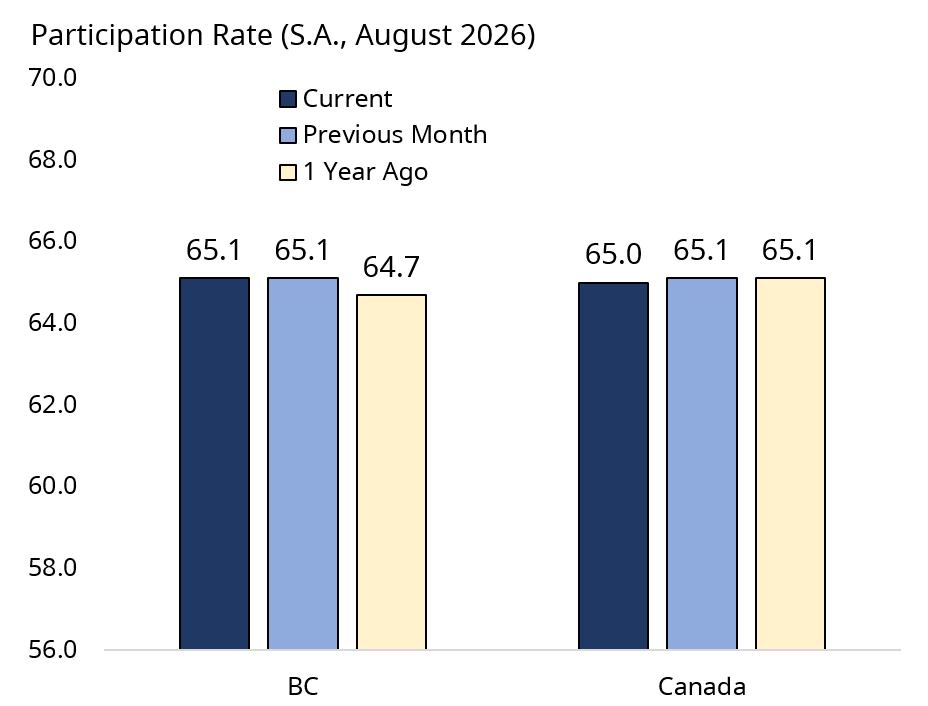 Participation Rate (S.A., August 2026)
70.0
68.0
66.0
64.0
62.0
60.0
58.0
56.0
Current
Previous Month
1 Year Ago
65.1 65.1 64.7
65.0 65.1 65.1
BC Canada